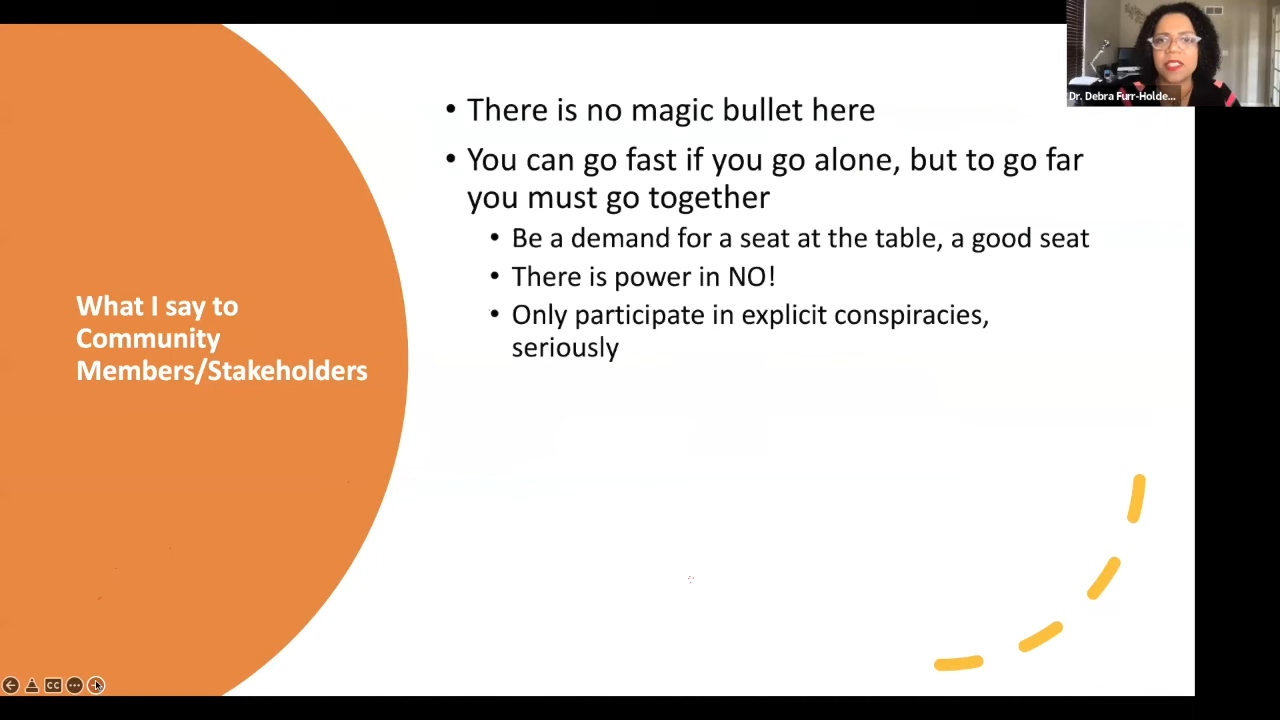 • There is no magic bullet here
• You can go fast if you go alone, but to go far
you must go together
• Be a demand for a seat at the table, a good seat
• There is power in NO!
• Only participate in explicit conspiracies,
seriously
What I say to
Community
Members/Stakeholders
Dr. Debra Furr-Holde...
CC